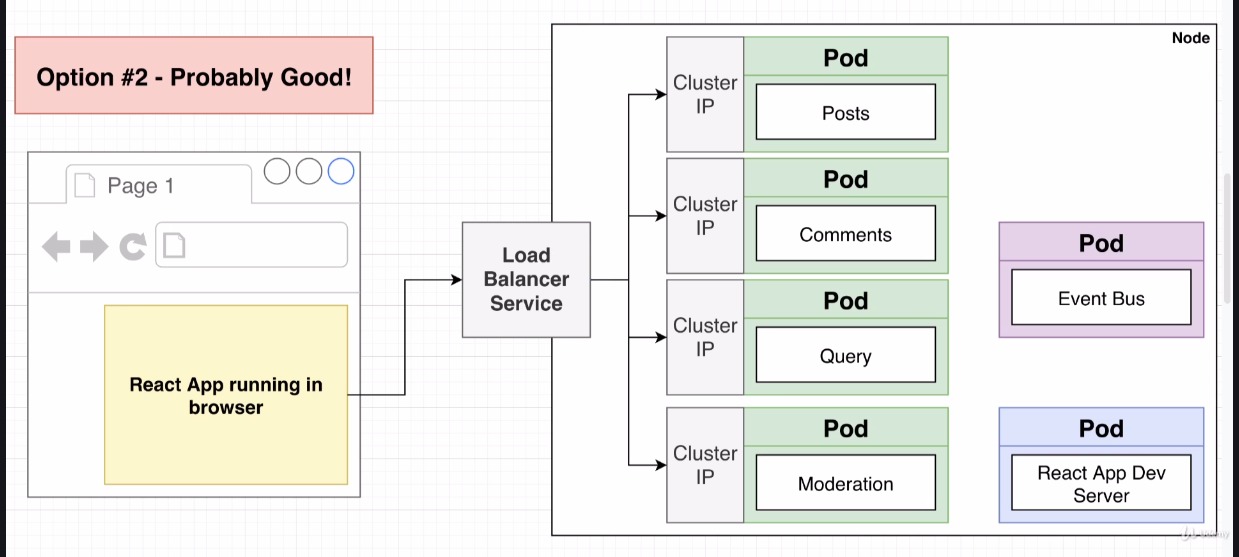 Option #2 - Probably Good!
Page 1
React App running in
browser
Load
Balancer
Service
Node
Cluster
IP
Pod
Posts
Cluster
IP
Pod
Comments
Cluster
IP
Pod
Query
Cluster
IP
Pod
Moderation
Pod
Event Bus
Pod
React App Dev
Server
Udemy